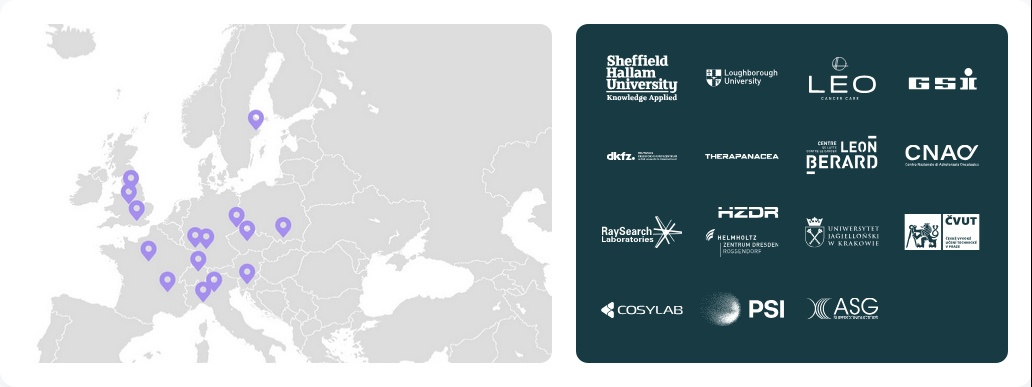 Sheffield
Hallam
University
Knowledge Applied
Loughborough
University
LEO
CANCER CARE
GSI
dkfz.
THERAPANACEA
CENTRE
LEON
BERARD
CNAO
Centro Nazionale di Adroterapia Oncologica
RaySearch
Laboratories
HZDR
HELMHOLTZ
ZENTRUM DRESDEN
ROSSENDORF
UNIWERSYTET
JAGIELLOŃSKI
W KRAKOWIE
ČVUT
ČESKÉ VYSOKÉ
UČENÍ TECHNICKÉ
V PRAZE
COSYLAB
PSI
ASG
SUPERCONDUCTORS